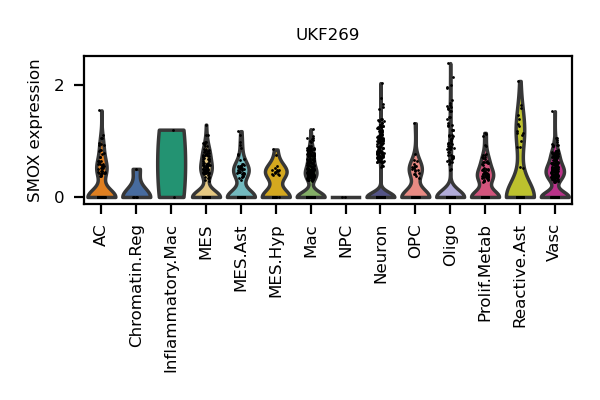 UKF269
SMOX expression
2
0
AC
Chromatin.Reg
Inflammatory.Mac
MES
MES.Ast
MES.Hyp
Mac
NPC
Neuron
OPC
Oligo
Prolif.Metab
Reactive.Ast
Vasc